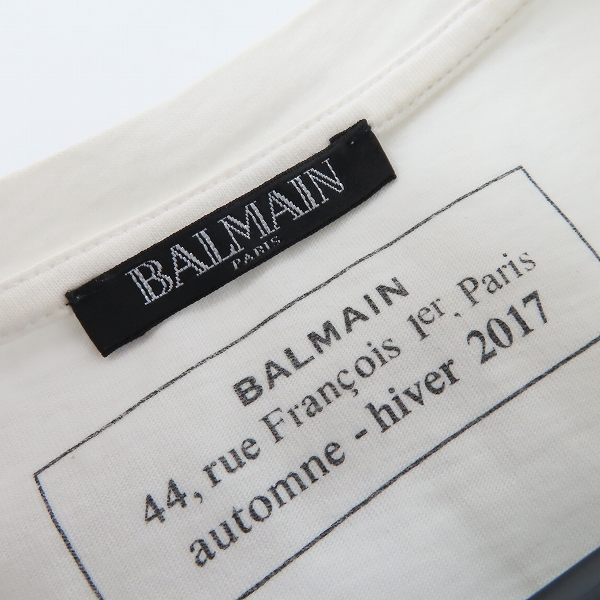 BALMAIN
PARIS
BALMAIN
44, rue François 1er, Paris
automne - hiver 2017